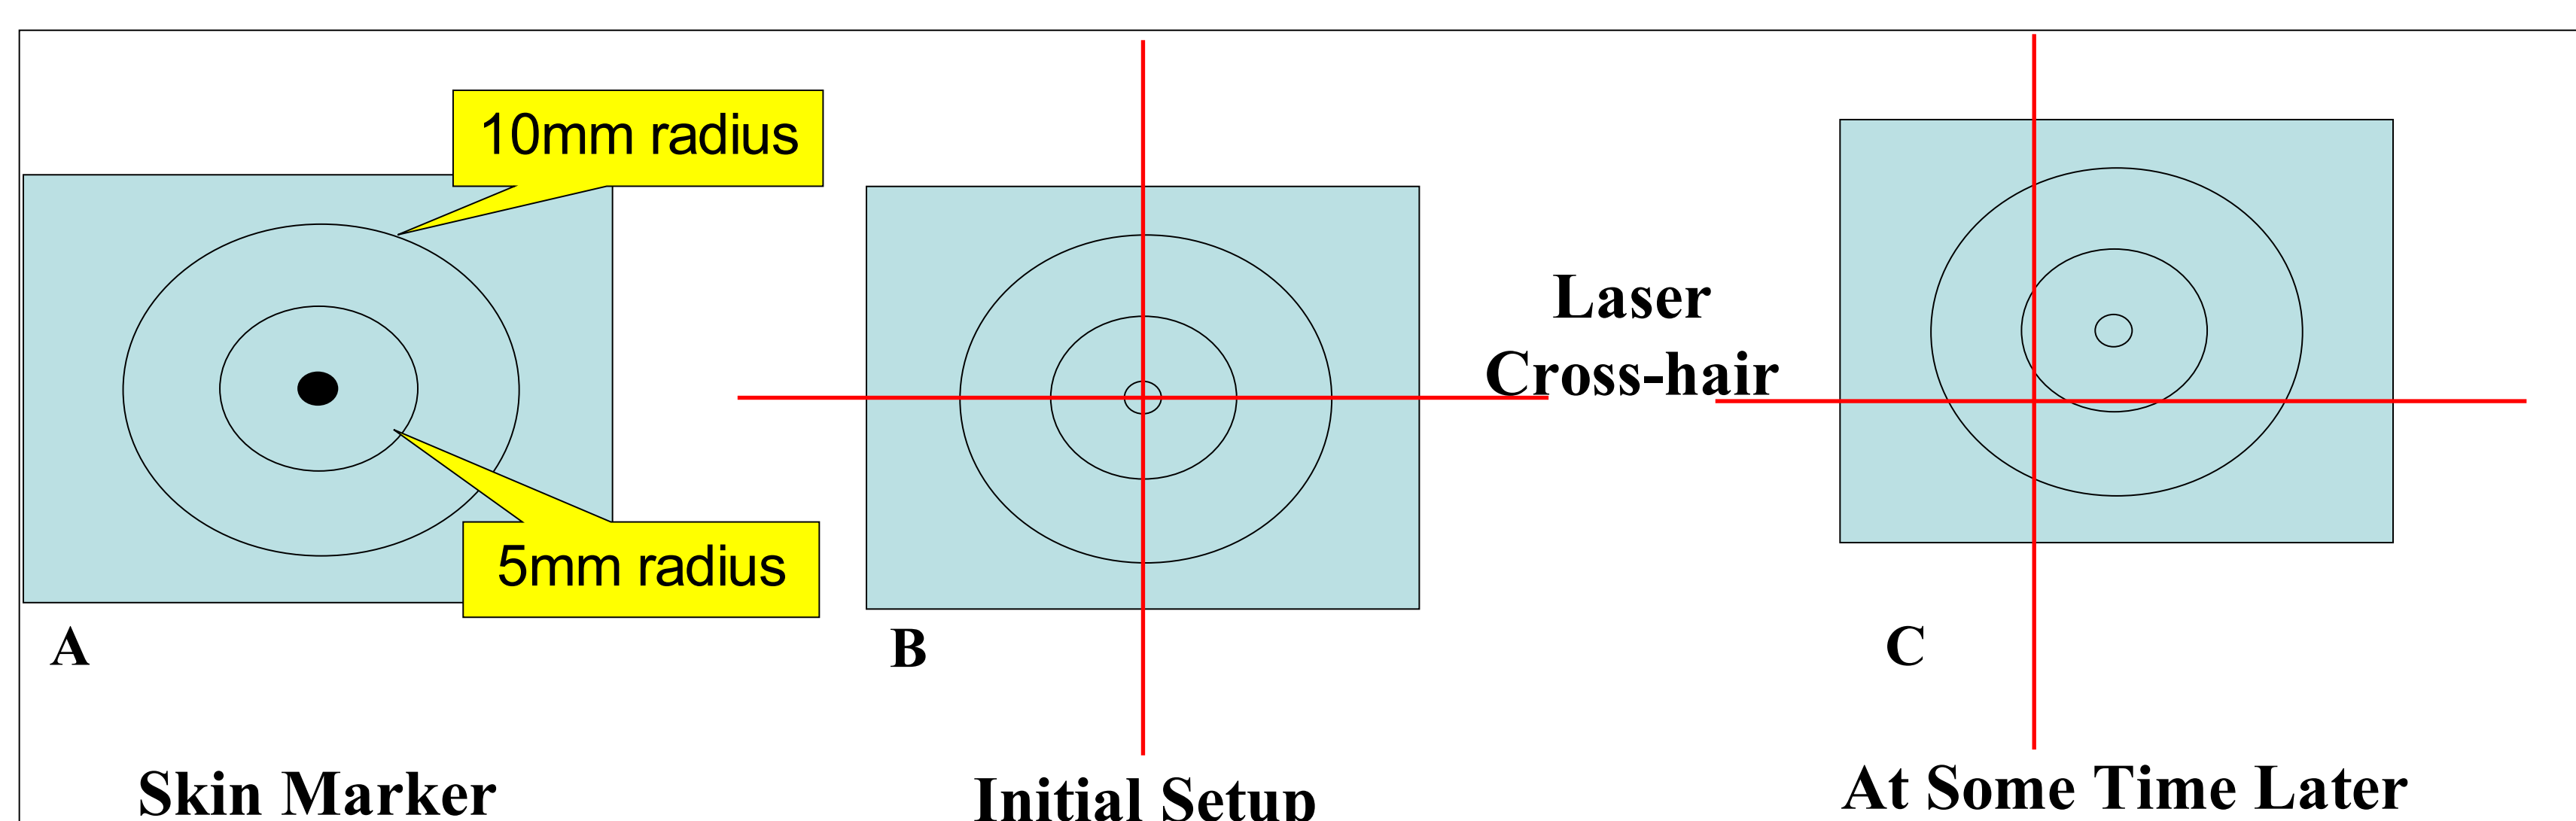 10mm radius
5mm radius
A
Skin Marker
B
Initial Setup
Laser
Cross-hair
C
At Some Time Later